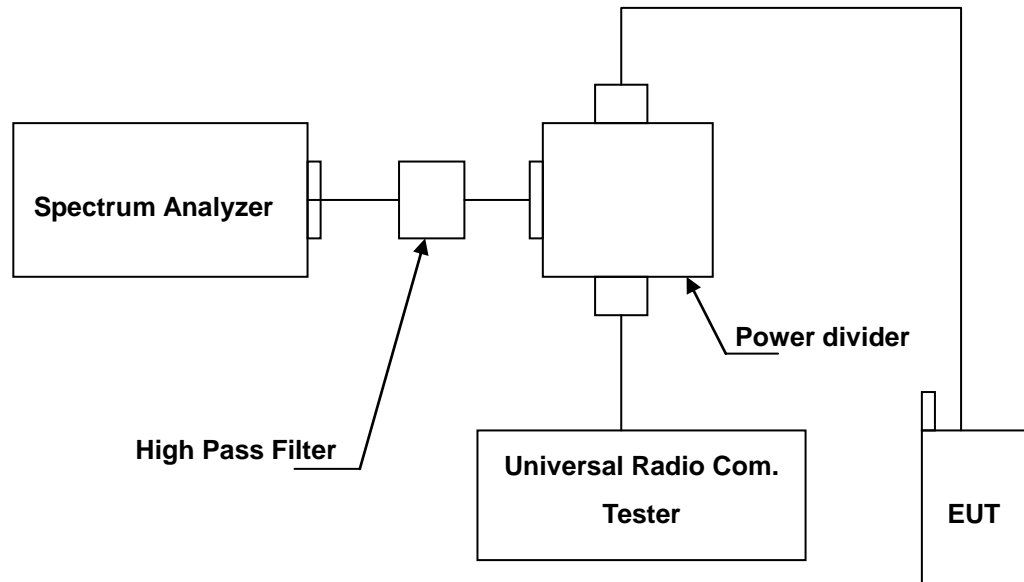 Spectrum Analyzer
Power divider
High Pass Filter
Universal Radio Com.
Tester
EUT